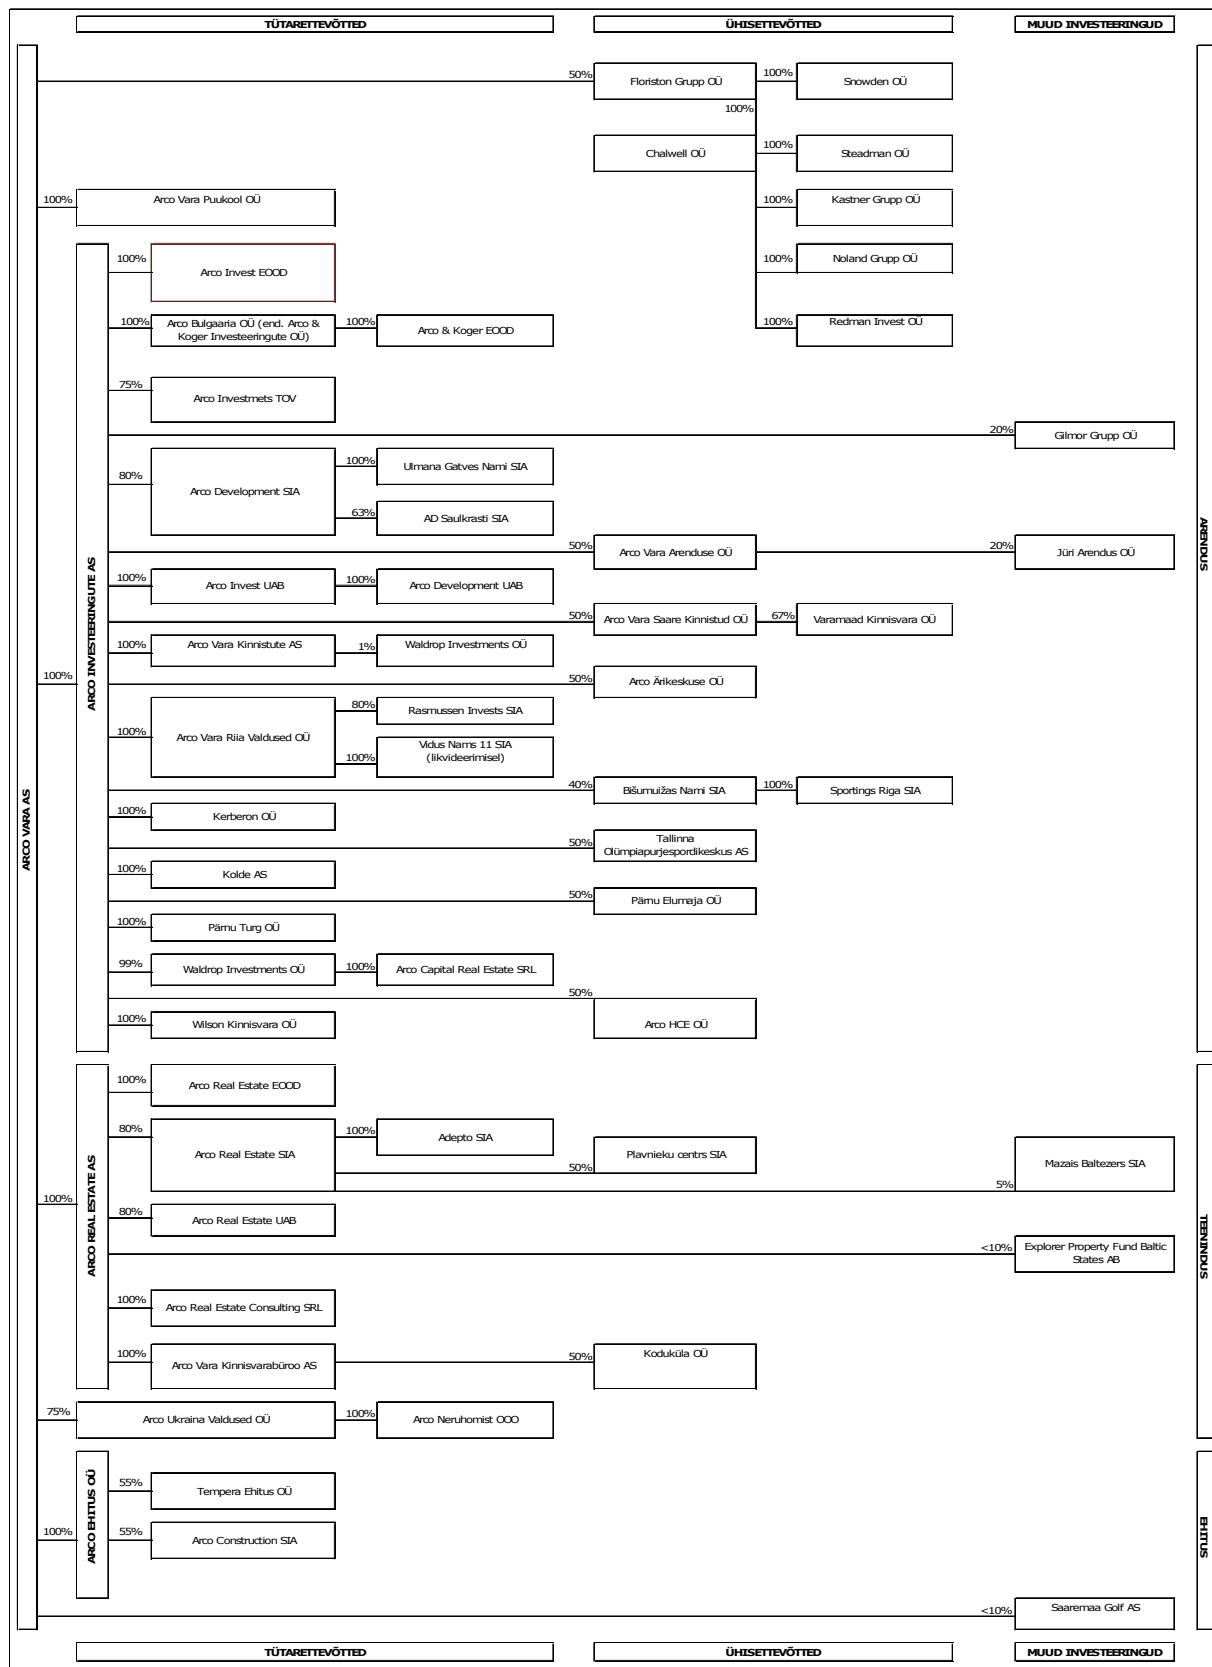 TÜTARETTEVÕTTED ÜHISETTEVÕTTED MUUD INVESTEERINGUD
50% Floriston Grupp OÜ 100% Snowden OÜ
100%
Chalwell OÜ 100% Steadman OÜ
100% Arco Vara Puukool OÜ 100% Kastner Grupp OÜ
100% Arco Invest EOOD 100% Noland Grupp OÜ
100% Arco Bulgaaria OÜ (end. Arco &
Koger Investeeringute OÜ) 100% Arco & Koger EOOD 100% Redman Invest OÜ
75% Arco Investmets TOV
20% Gilmor Grupp OÜ
80% Arco Development SIA 100% Ulmana Gatves Nami SIA
63% AD Saulkrasti SIA
50% Arco Vara Arenduse OÜ 20% Jüri Arendus OÜ
100% Arco Invest UAB 100% Arco Development UAB
50% Arco Vara Saare Kinnistud OÜ 67% Varamaad Kinnisvara OÜ
100% Arco Vara Kinnistute AS 1% Waldrop Investments OÜ
100% ARCO INVESTEERINGUTE AS 50% Arco Ärikeskuse OÜ
100% Arco Vara Riia Valdused OÜ 80% Rasmussen Invests SIA
100% Vidus Nams 11 SIA
(likvideerimisel)
40% Bišumuižas Nami SIA 100% Sportings Riga SIA
100% Kerberon OÜ
50% Tallinna
Olümpiapurjespordikeskus AS
100% Kolde AS
50% Pärnu Elumaja OÜ
100% Pärnu Turg OÜ
99% Waldrop Investments OÜ 100% Arco Capital Real Estate SRL
50% Arco HCE OÜ
100% Wilson Kinnisvara OÜ
ARENDUS
ARCO VARA AS
100% Arco Real Estate EOOD
80% Arco Real Estate SIA 100% Adepto SIA
50% Plavnieku centrs SIA
5% Mazais Baltezers SIA
100% ARCO REAL ESTATE AS
80% Arco Real Estate UAB
<10% Explorer Property Fund Baltic
States AB
100% Arco Real Estate Consulting SRL
100% Arco Vara Kinnisvarabüroo AS 50% Koduküla OÜ
75% Arco Ukraina Valdused OÜ 100% Arco Neruhomist OOO
TEENINDUS
55% Tempera Ehitus OÜ
100% ARCO EHITUS OÜ 55% Arco Construction SIA
EHITUS
<10% Saaremaa Golf AS
TÜTARETTEVÕTTED ÜHISETTEVÕTTED MUUD INVESTEERINGUD